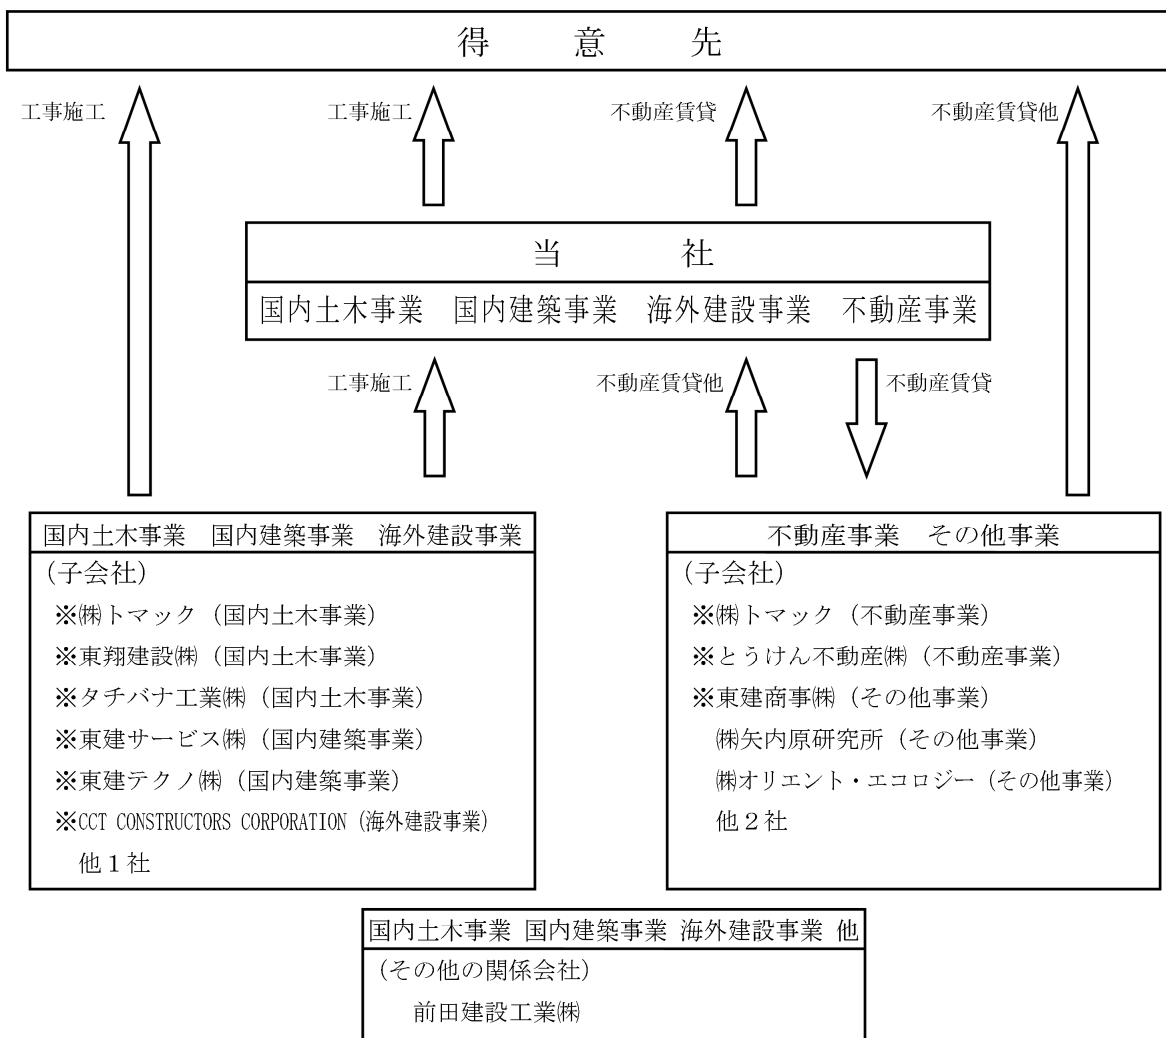 得意先
工事施工
工事施工
不動産賃貸
不動産賃貸他
当社
国内土木事業 国内建築事業 海外建設事業 不動産事業
工事施工
不動産賃貸他
不動産賃貸
国内土木事業 国内建築事業 海外建設事業
(子会社)
※㈱トマック (国内土木事業)
※東翔建設㈱ (国内土木事業)
※タチバナ工業㈱ (国内土木事業)
※東建サービス㈱ (国内建築事業)
※東建テクノ㈱ (国内建築事業)
※CCT CONSTRUCTORS CORPORATION (海外建設事業)
他1社
不動産事業 その他事業
(子会社)
※㈱トマック (不動産事業)
※とうけん不動産㈱ (不動産事業)
※東建商事㈱ (その他事業)
㈱矢内原研究所 (その他事業)
㈱オリエント・エコロジー (その他事業)
他2社
国内土木事業 国内建築事業 海外建設事業 他
(その他の関係会社)
前田建設工業㈱